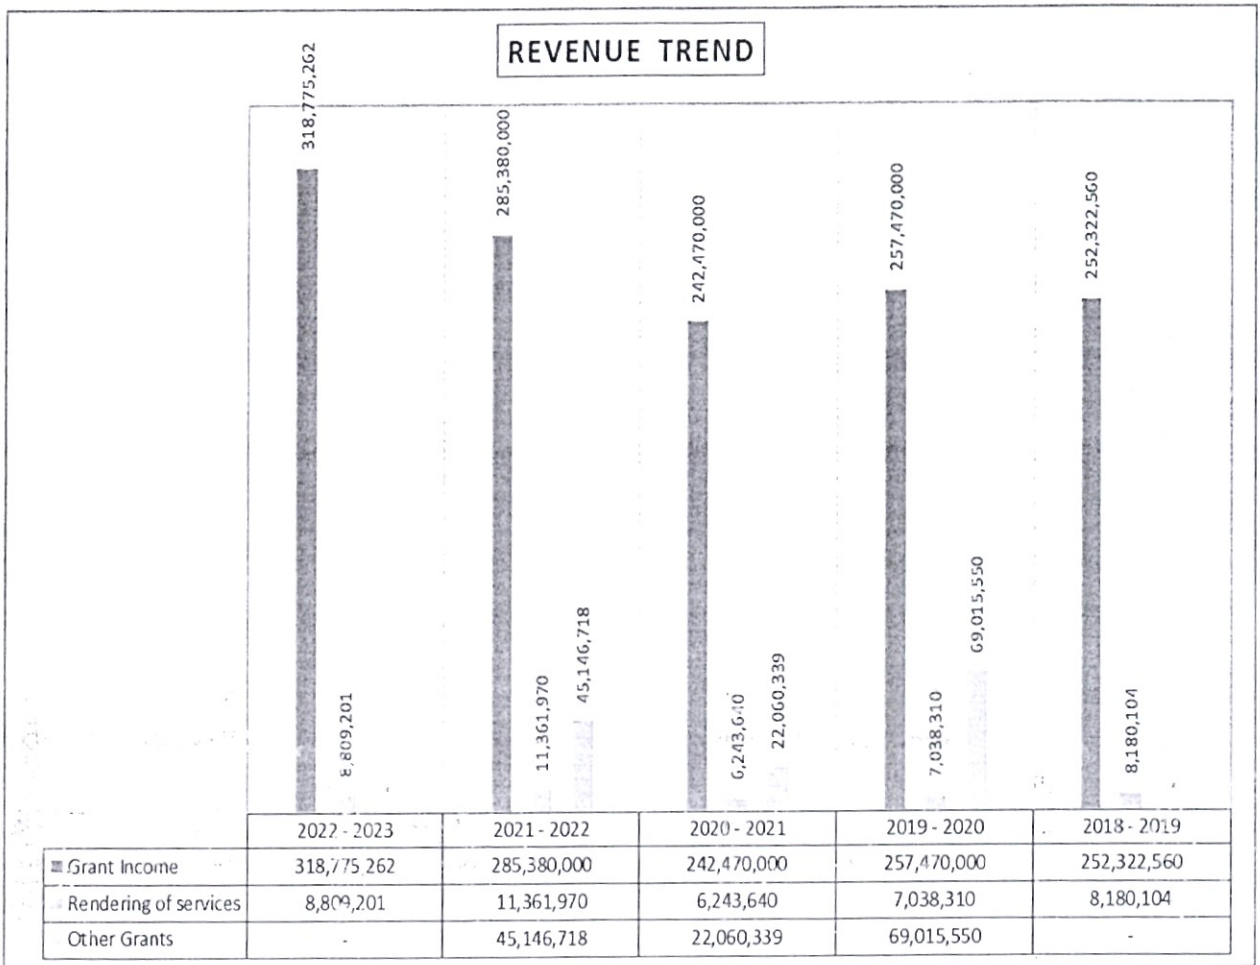 REVENUE TREND
318,775,262
8,809,201
285,380,000
11,361,970
45,146,718
242,470,000
6,243,640
22,060,339
257,470,000
7,038,310
69,015,550
252,322,560
8,180,104
2022 - 2023 2021 - 2022 2020 - 2021 2019 - 2020 2018 - 2019
Grant Income 318,775,262 285,380,000 242,470,000 257,470,000 252,322,560
Rendering of services 8,809,201 11,361,970 6,243,640 7,038,310 8,180,104
Other Grants - 45,146,718 22,060,339 69,015,550 -